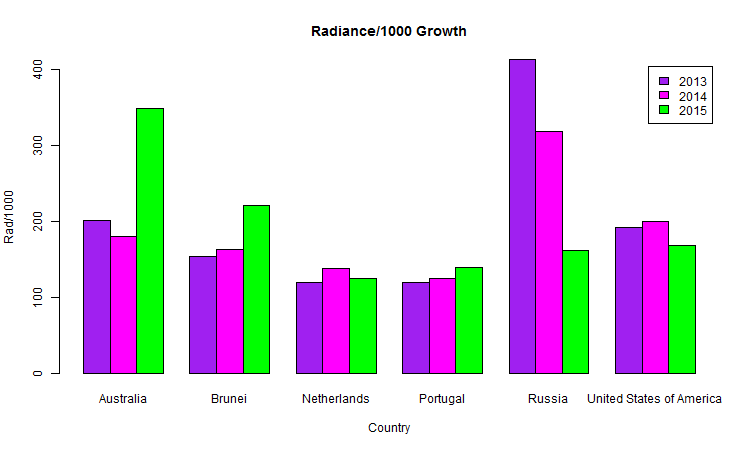 Radiance/1000 Growth
2013
2014
2015
Rad/1000
400
300
200
100
0
Australia
Brunei
Netherlands
Portugal
Russia
United States of America
Country